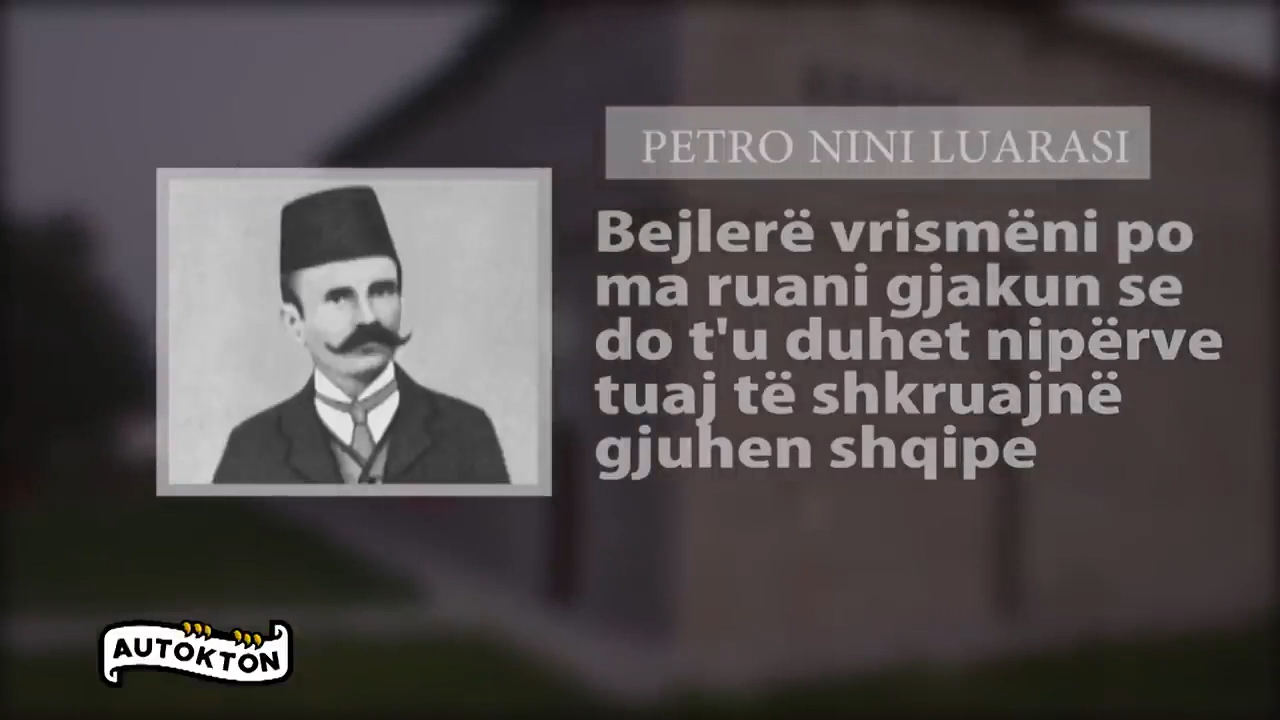 PETRO NINI LUARASI
Bejlerë vrismëni po
ma ruani gjakun se
do t'u duhet nipërve
tuaj të shkruajnë
gjuhen shqipe
AUTOKTON